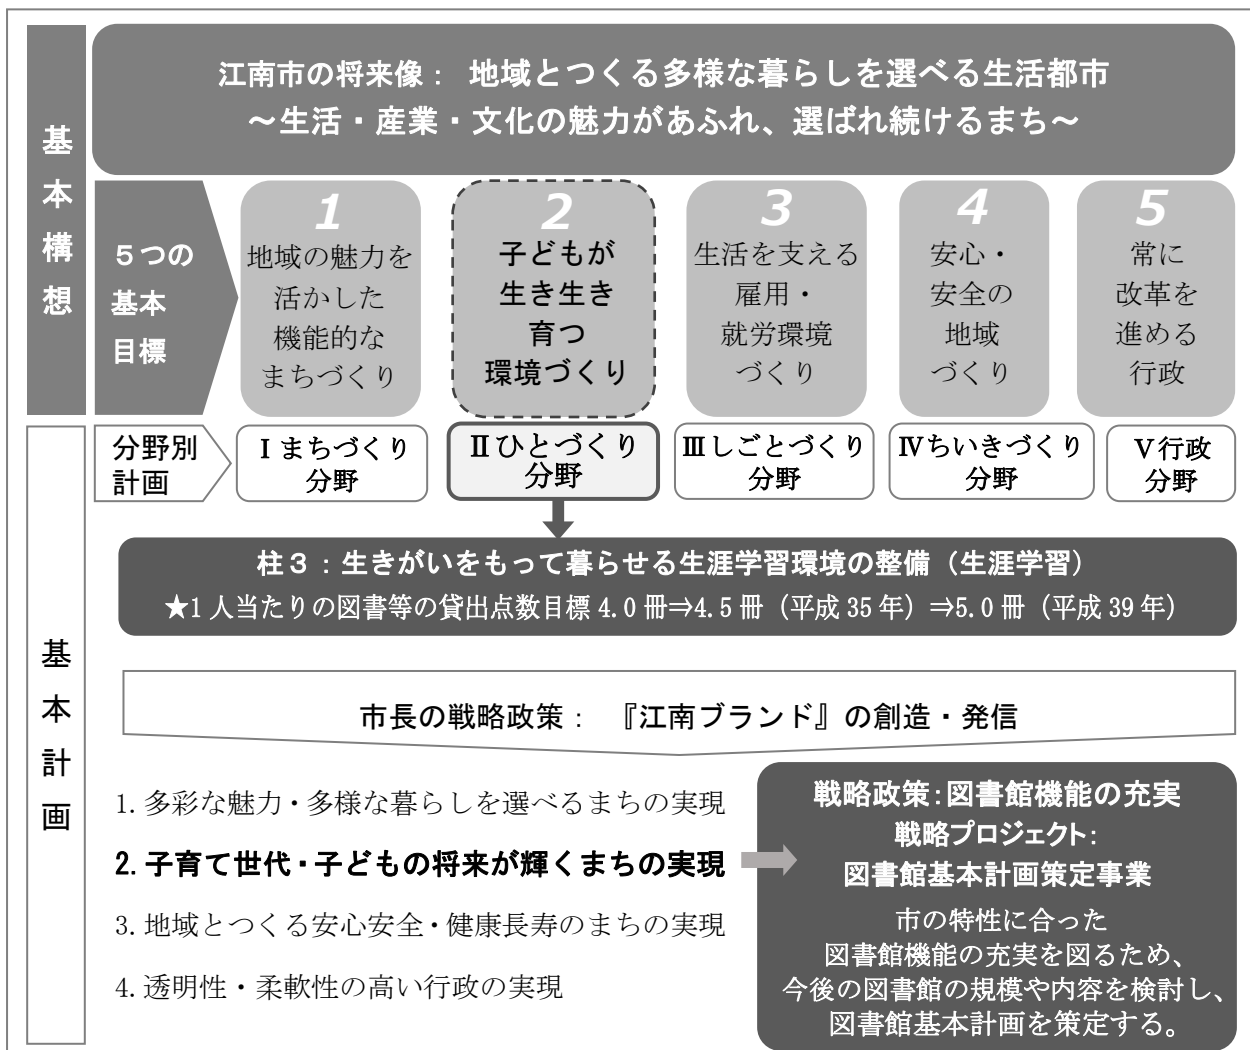 基本構想
江南市の将来像： 地域とつくる多様な暮らしを選べる生活都市
～生活・産業・文化の魅力があふれ、選ばれ続けるまち～
５つの
基本
目標
1
地域の魅力を
活かした
機能的な
まちづくり
2
子どもが
生き生き
育つ
環境づくり
3
生活を支える
雇用・
就労環境
づくり
4
安心・
安全の
地域
づくり
5
常に
改革を
進める
行政
基本計画
分野別
計画
Ⅰまちづくり
分野
Ⅱひとづくり
分野
Ⅲしごとづくり
分野
Ⅳちいきづくり
分野
Ⅴ行政
分野
柱３：生きがいをもって暮らせる生涯学習環境の整備（生涯学習）
★1 人当たりの図書等の貸出点数目標 4.0 冊⇒4.5 冊（平成 35 年）⇒5.0 冊（平成 39 年）
市長の戦略政策： 『江南ブランド』の創造・発信
1. 多彩な魅力・多様な暮らしを選べるまちの実現
2. 子育て世代・子どもの将来が輝くまちの実現
3. 地域とつくる安心安全・健康長寿のまちの実現
4. 透明性・柔軟性の高い行政の実現
戦略政策：図書館機能の充実
戦略プロジェクト：
図書館基本計画策定事業
市の特性に合った
図書館機能の充実を図るため、
今後の図書館の規模や内容を検討し、
図書館基本計画を策定する。